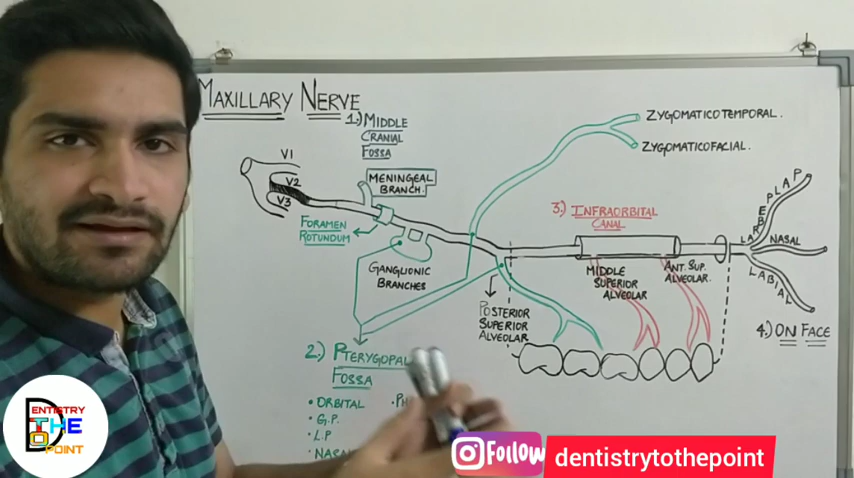 MAXILLARY NERVE
1.) MIDDLE
CRANIAL
FOSSA
V1
V2
V3
MENINGEAL
BRANCH.
FORAMEN
ROTUNDUM
GANGLIONIC
BRANCHES
ZYGOMATICOTEMPORAL.
ZYGOMATICOFACIAL.
3.) INFRAORBITAL
CANAL
MIDDLE
SUPERIOR
ALVEOLAR
ANT. SUP.
ALVEOLAR.
PALPEBRAL
NASAL
LABIAL
4.) ON FACE
POSTERIOR
SUPERIOR
ALVEOLAR
2.)
FOSSA
• ORBITAL
• G.P.
• L.P
DENTISTRY
THE
TO POINT
Follow
dentistrytothepoint